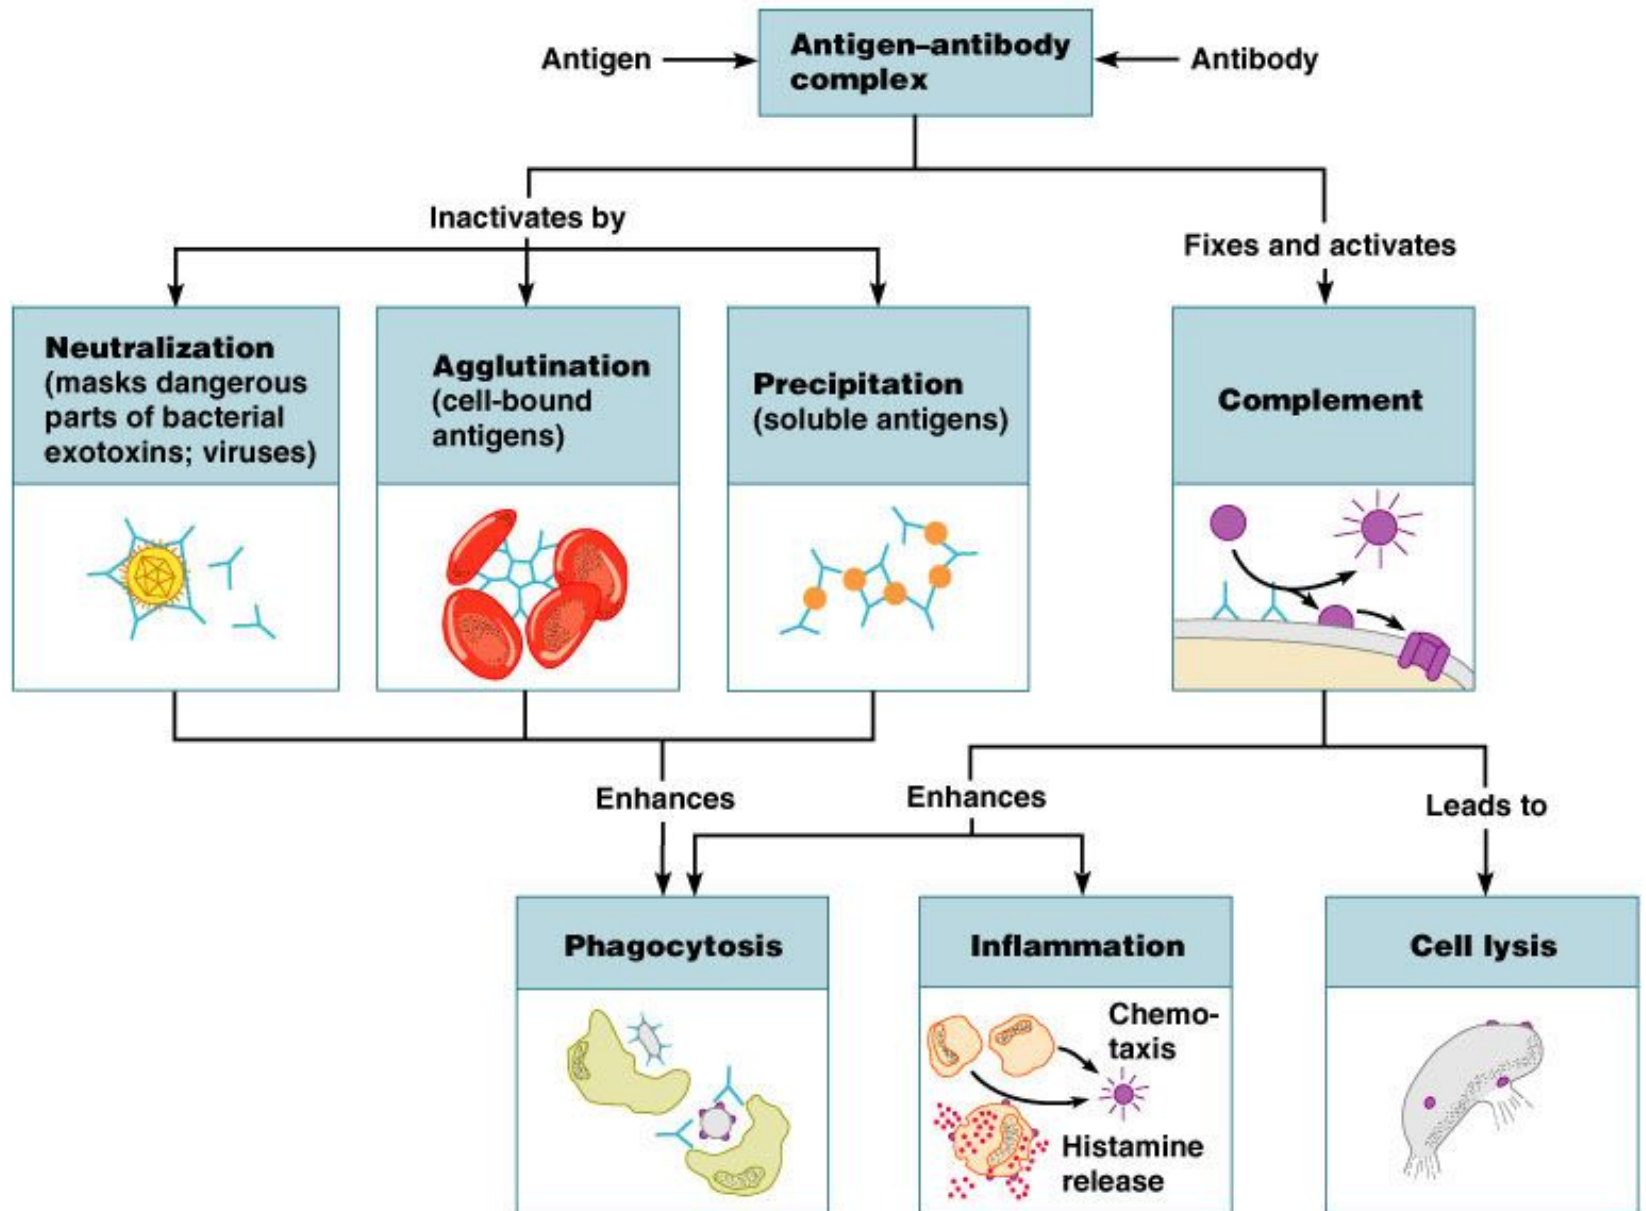 Antigen
Antigen–antibody
complex
Antibody
Inactivates by
Fixes and activates
Neutralization
(masks dangerous
parts of bacterial
exotoxins; viruses)
Agglutination
(cell-bound
antigens)
Precipitation
(soluble antigens)
Complement
Enhances
Enhances
Leads to
Phagocytosis
Inflammation
Cell lysis
Chemo-
taxis
Histamine
release